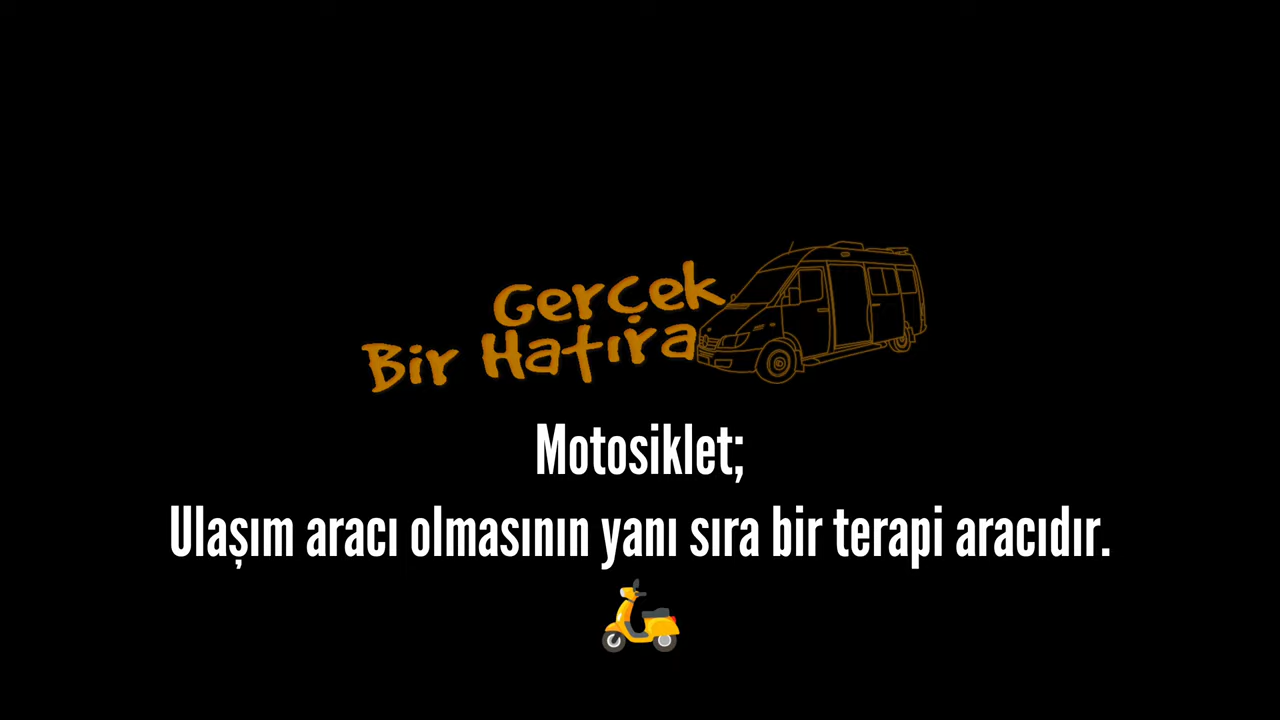 Gerçek
Bir Hatıra
Motosiklet;
Ulaşım aracı olmasının yanı sıra bir terapi aracıdır.